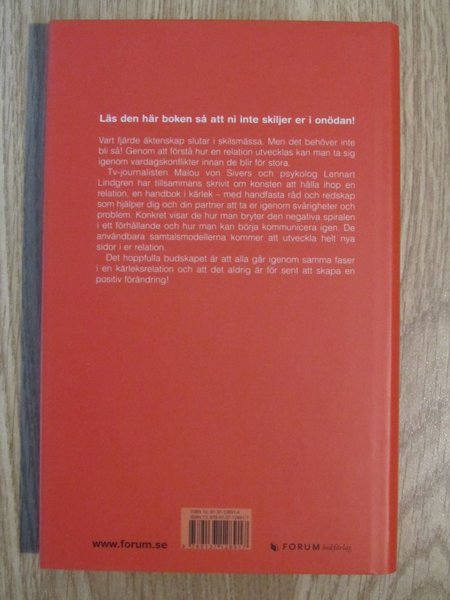 Läs den här boken så att ni inte skiljer er i onödan!
Vart fjärde äktenskap slutar i skilsmässa. Men det behöver inte
bli så! Genom att förstå hur en relation utvecklas kan man ta sig
igenom vardagskonflikter innan de blir för stora.
Tv-journalisten Malou von Sivers och psykolog Lennart
Lindgren har tillsammans skrivit om konsten att hålla ihop en
relation, en handbok i kärlek – med handfasta råd och redskap
som hjälper dig och din partner att ta er igenom svårigheter och
problem. Konkret visar de hur man bryter den negativa spiralen
i ett förhållande och hur man kan börja kommunicera igen. De
användbara samtalsmodellerna kommer att utveckla helt nya
sidor i er relation.
Det hoppfulla budskapet är att alla går igenom samma faser
i en kärleksrelation och att det aldrig är för sent att skapa en
positiv förändring!
www.forum.se
FORUM bokförlag